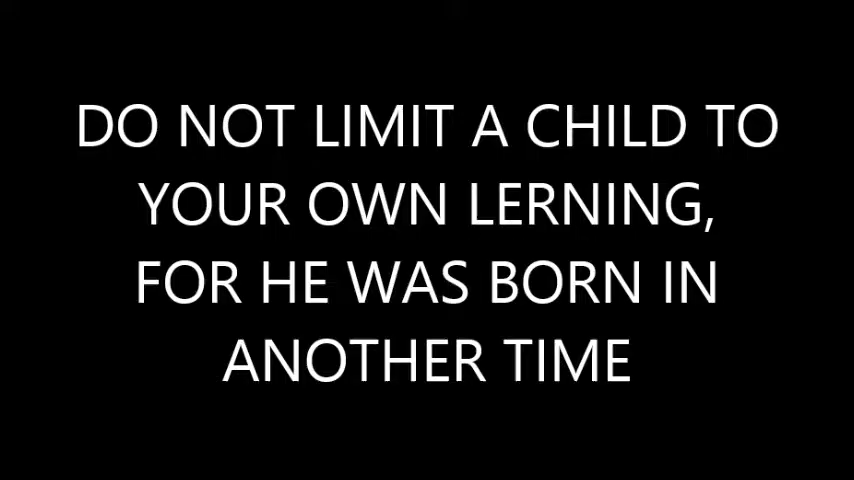 DO NOT LIMIT A CHILD TO
YOUR OWN LERNING,
FOR HE WAS BORN IN
ANOTHER TIME